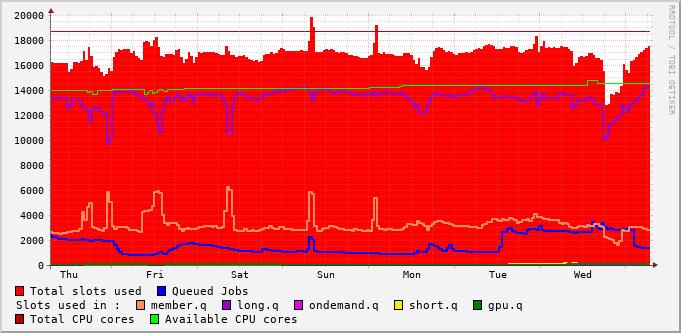 20000
18000
16000
14000
12000
10000
8000
6000
4000
2000
0
Thu Fri Sat Sun Mon Tue Wed
RRDTOOL / TOBI OETIKER
Total slots used Queued Jobs
Slots used in : member.q long.q ondemand.q short.q gpu.q
Total CPU cores Available CPU cores